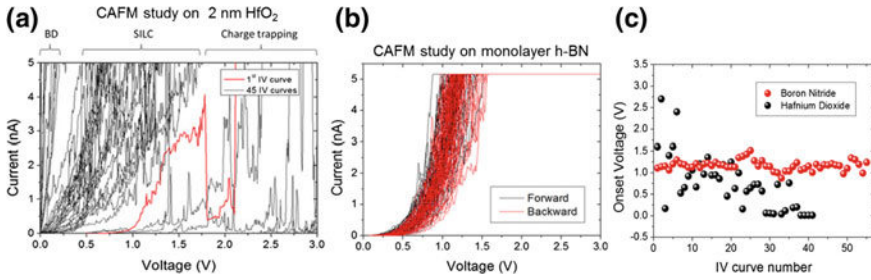 (a)
CAFM study on 2 nm HfO₂
BD
SILC
Charge trapping
1st IV curve
45 IV curves
Current (nA)
5
4
3
2
1
0
0.0 0.5 1.0 1.5 2.0 2.5 3.0
Voltage (V)
(b)
CAFM study on monolayer h-BN
Forward
Backward
Current (nA)
5
4
3
2
1
0
0.0 0.5 1.0 1.5 2.0 2.5 3.0
Voltage (V)
(c)
Boron Nitride
Hafnium Dioxide
Onset Voltage (V)
3.5
3.0
2.5
2.0
1.5
1.0
0.5
0.0
0 10 20 30 40 50
IV curve number